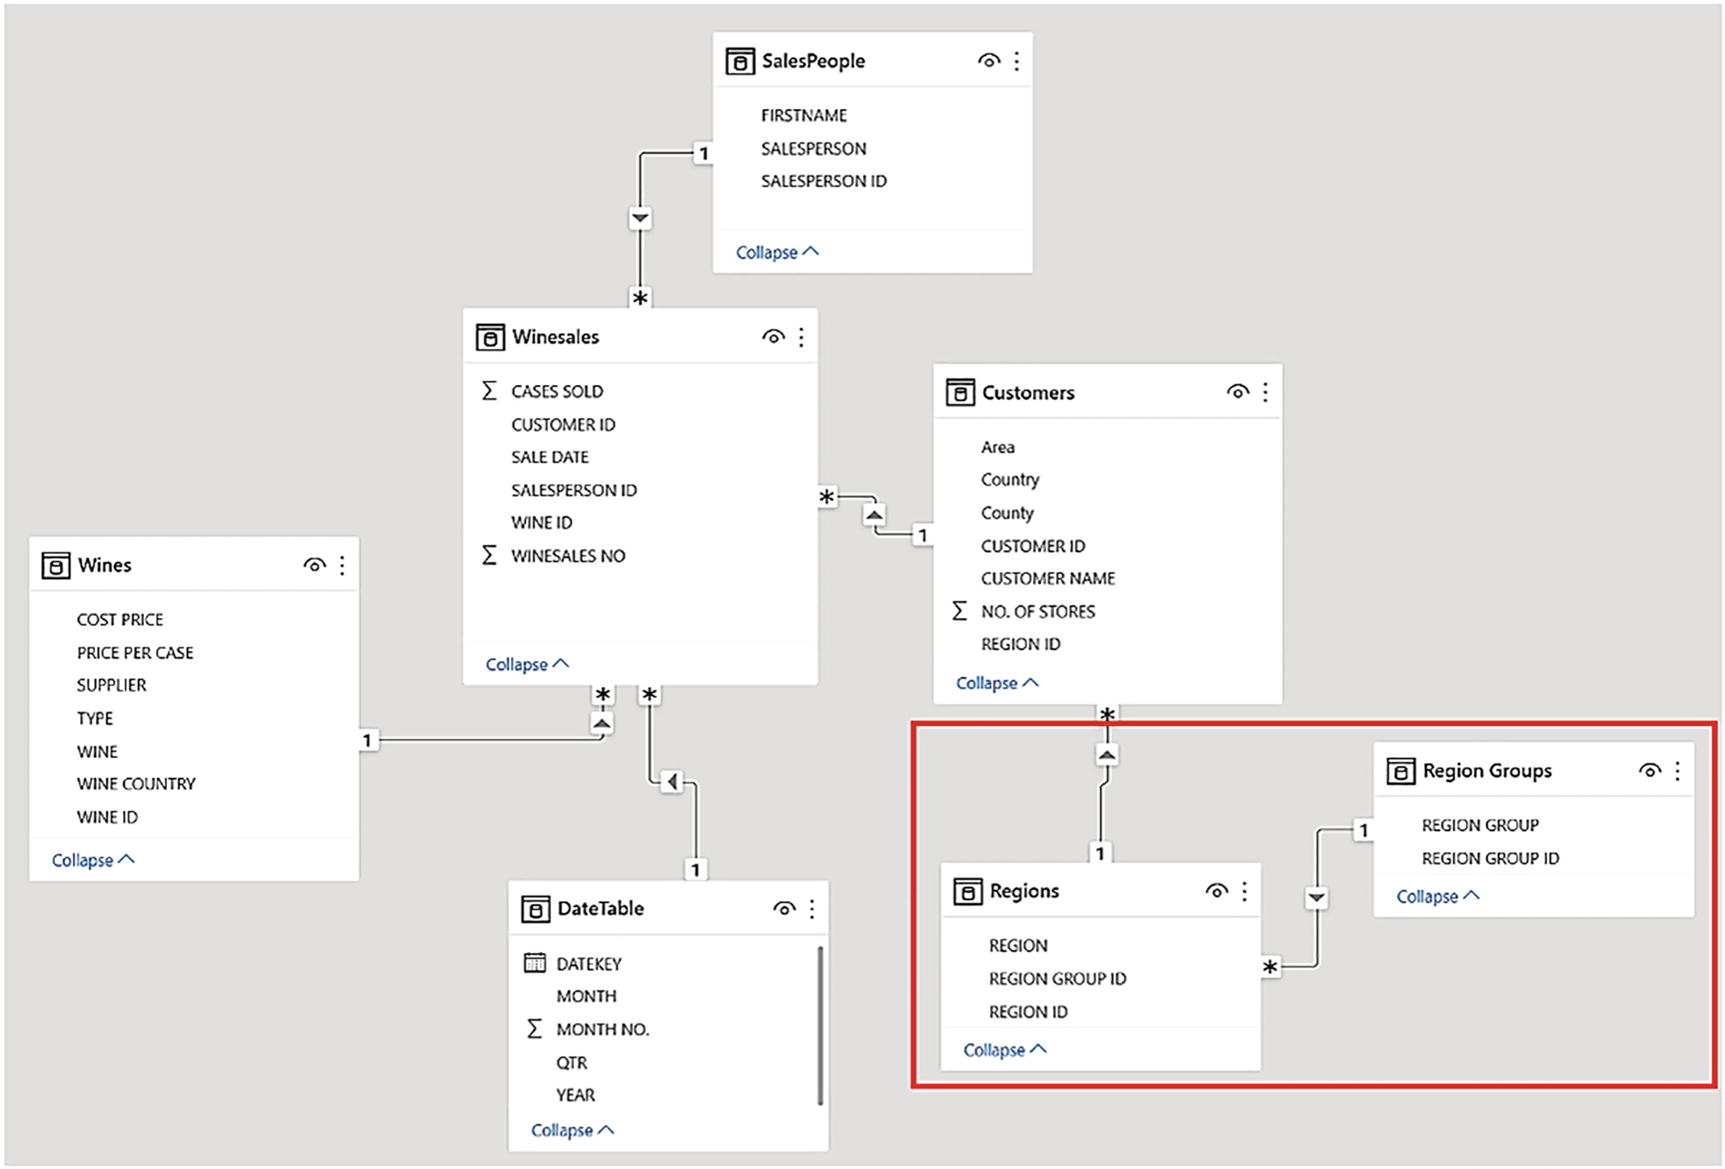 SalesPeople
FIRSTNAME
SALESPERSON
SALESPERSON ID
Collapse
1
*
Winesales
Σ CASES SOLD
CUSTOMER ID
SALE DATE
SALESPERSON ID
WINE ID
Σ WINESALES NO
Collapse
*
1
Customers
Area
Country
County
CUSTOMER ID
CUSTOMER NAME
Σ NO. OF STORES
REGION ID
Collapse
Wines
COST PRICE
PRICE PER CASE
SUPPLIER
TYPE
WINE
WINE COUNTRY
WINE ID
Collapse
1
*
*
1
DateTable
DATEKEY
MONTH
Σ MONTH NO.
QTR
YEAR
Collapse
*
1
Regions
REGION
REGION GROUP ID
REGION ID
Collapse
*
1
Region Groups
REGION GROUP
REGION GROUP ID
Collapse